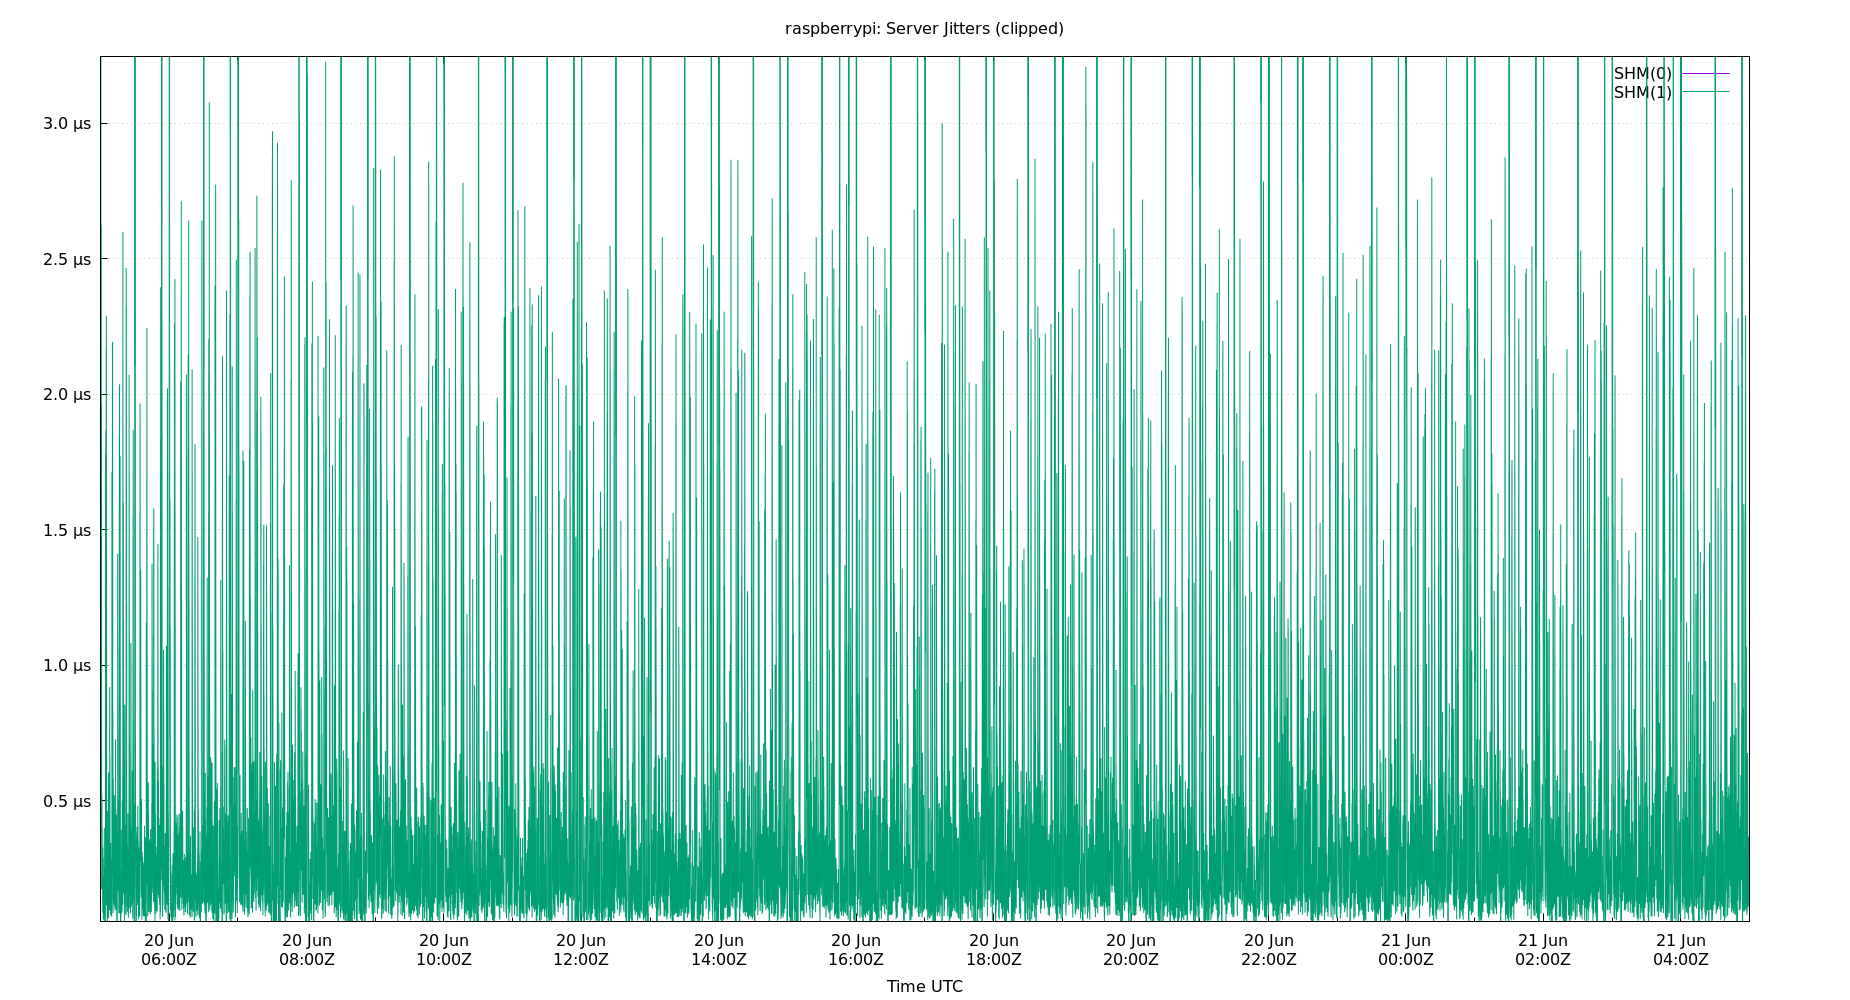 raspberrypi: Server Jitters (clipped)
SHM(0)
SHM(1)
3.0 µs
2.5 µs
2.0 µs
1.5 µs
1.0 µs
0.5 µs
20 Jun 20 Jun 20 Jun 20 Jun 20 Jun 20 Jun 20 Jun 20 Jun 20 Jun 21 Jun 21 Jun 21 Jun
06:00Z 08:00Z 10:00Z 12:00Z 14:00Z 16:00Z 18:00Z 20:00Z 22:00Z 00:00Z 02:00Z 04:00Z
Time UTC